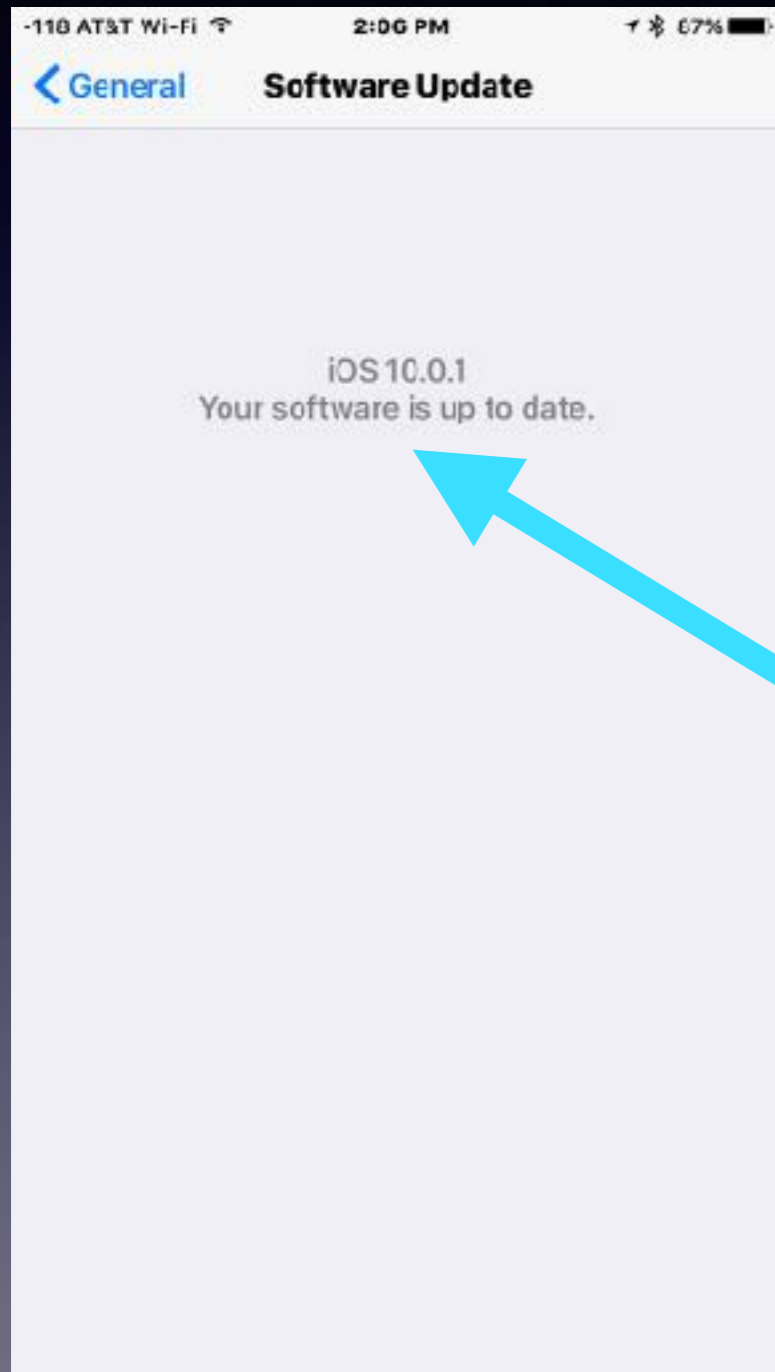 -118 AT&T Wi-Fi 2:06 PM 67%
General Software Update
iOS 10.0.1
Your software is up to date.